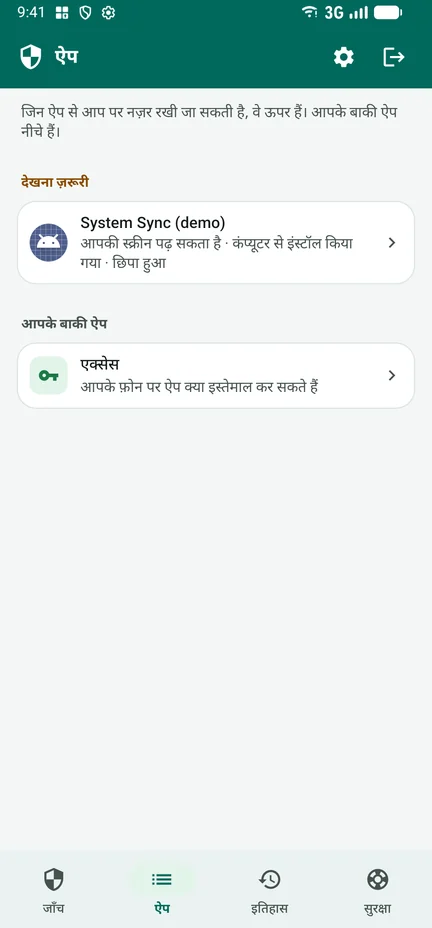 9:41
3G
ऐप
जिन ऐप से आप पर नज़र रखी जा सकती है, वे ऊपर हैं। आपके बाकी ऐप
नीचे हैं।
देखना ज़रूरी
System Sync (demo)
आपकी स्क्रीन पढ़ सकता है · कंप्यूटर से इंस्टॉल किया
गया · छिपा हुआ
आपके बाकी ऐप
एक्सेस
आपके फ़ोन पर ऐप क्या इस्तेमाल कर सकते हैं
जाँच
ऐप
इतिहास
सुरक्षा